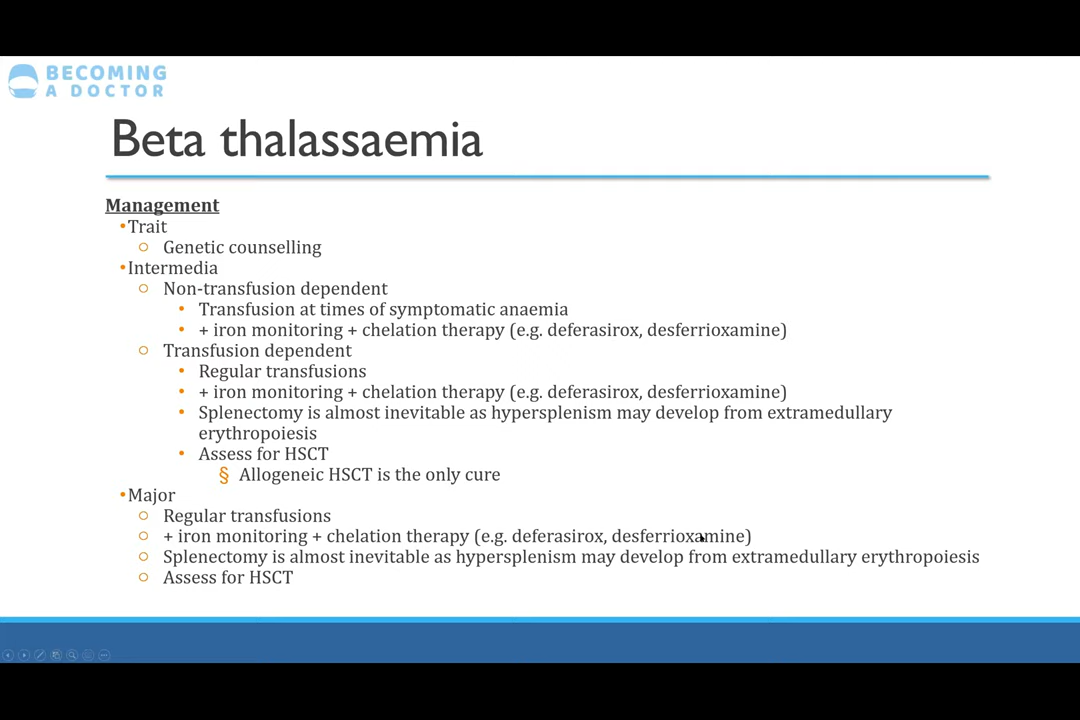 BECOMING
A DOCTOR
Beta thalassaemia
Management
•Trait
○ Genetic counselling
•Intermedia
○ Non-transfusion dependent
• Transfusion at times of symptomatic anaemia
• + iron monitoring + chelation therapy (e.g. deferasirox, desferrioxamine)
○ Transfusion dependent
• Regular transfusions
• + iron monitoring + chelation therapy (e.g. deferasirox, desferrioxamine)
• Splenectomy is almost inevitable as hypersplenism may develop from extramedullary
erythropoiesis
• Assess for HSCT
§ Allogeneic HSCT is the only cure
•Major
○ Regular transfusions
○ + iron monitoring + chelation therapy (e.g. deferasirox, desferrioxamine)
○ Splenectomy is almost inevitable as hypersplenism may develop from extramedullary erythropoiesis
○ Assess for HSCT